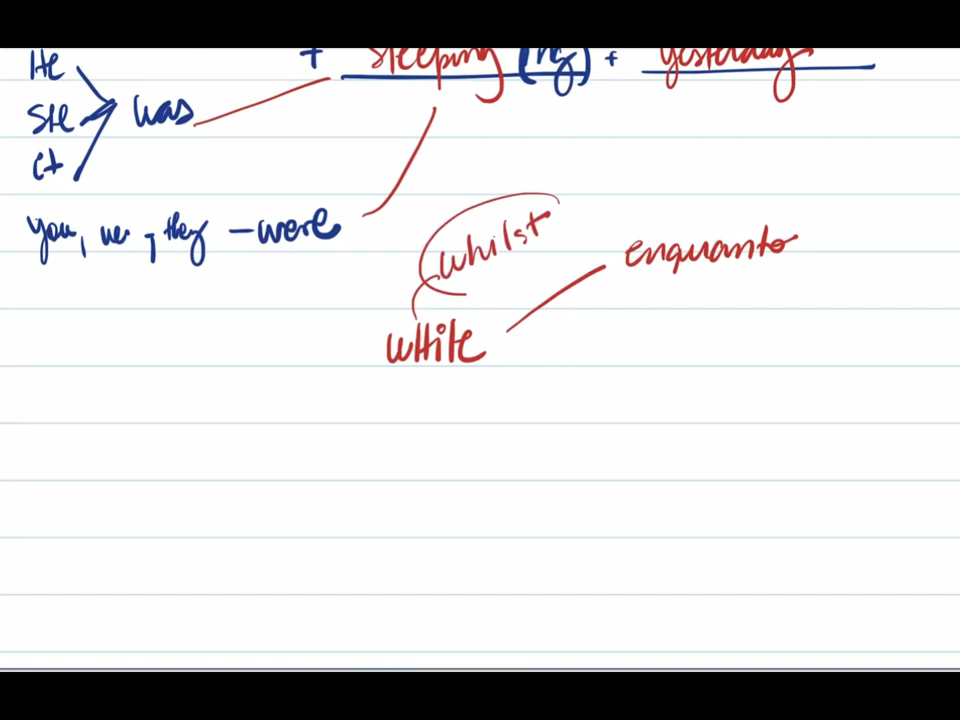 He + sleeping (ing) + yesterday
She was
it
you, we, they - were
whilst
enquanto
while